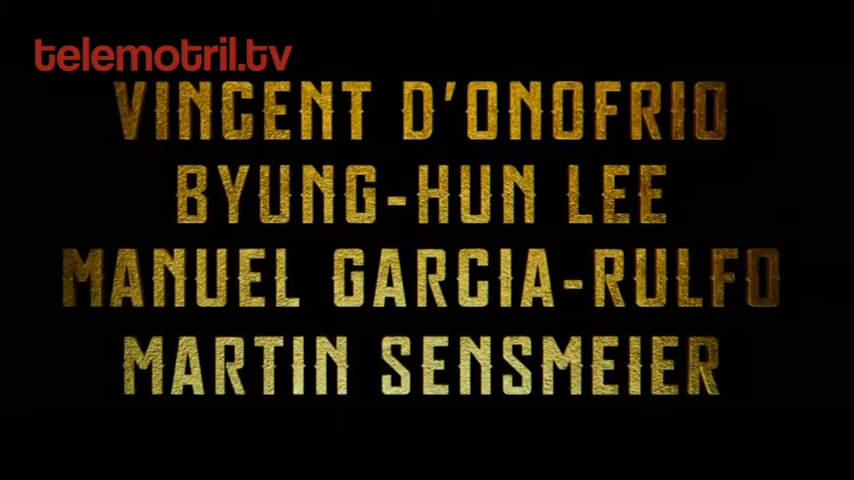 telemotril.tv
VINCENT D'ONOFRIO
BYUNG-HUN LEE
MANUEL GARCIA-RULFO
MARTIN SENSMEIER